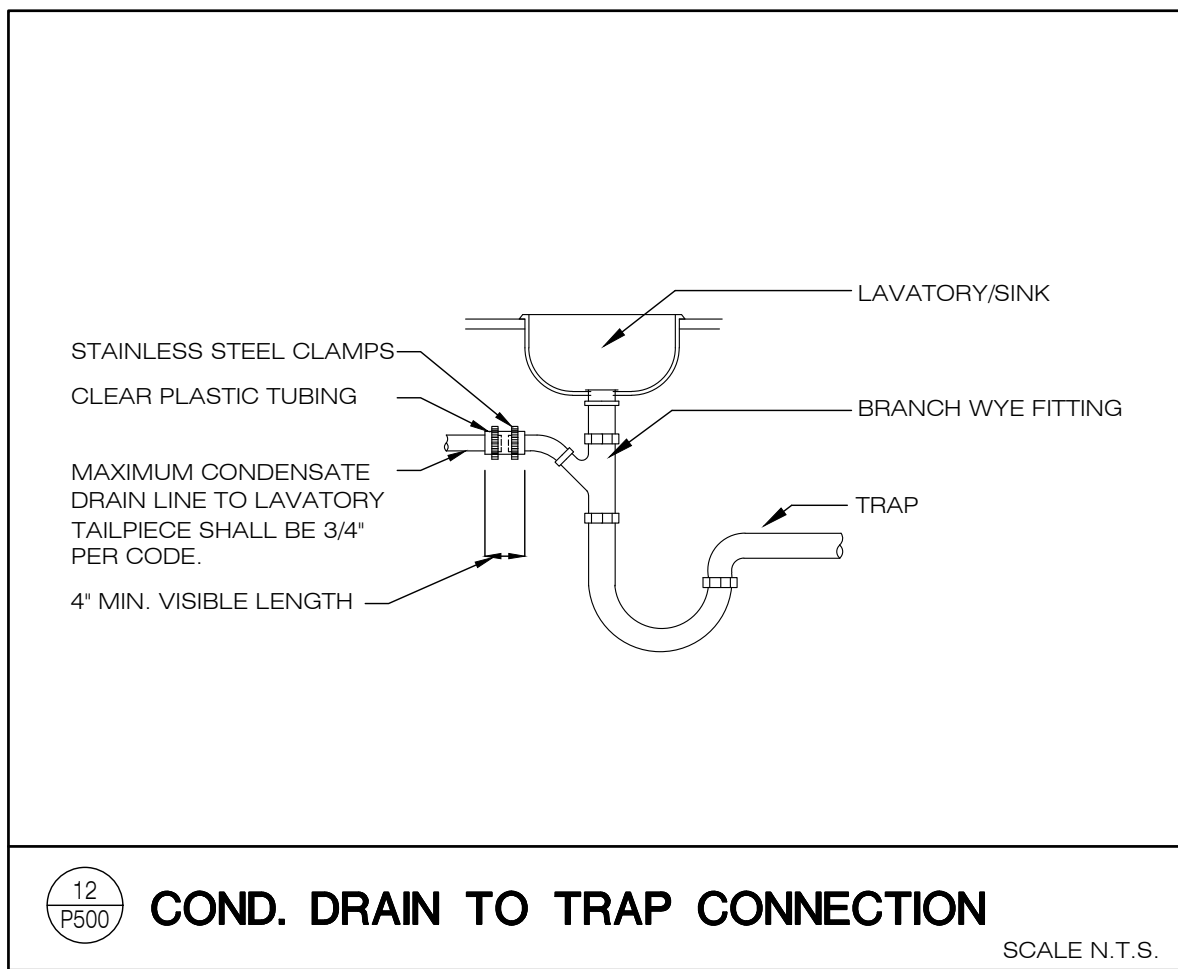 LAVATORY/SINK
STAINLESS STEEL CLAMPS
CLEAR PLASTIC TUBING
BRANCH WYE FITTING
MAXIMUM CONDENSATE
DRAIN LINE TO LAVATORY
TAILPIECE SHALL BE 3/4"
PER CODE.
TRAP
4" MIN. VISIBLE LENGTH
12
P500
COND. DRAIN TO TRAP CONNECTION
SCALE N.T.S.